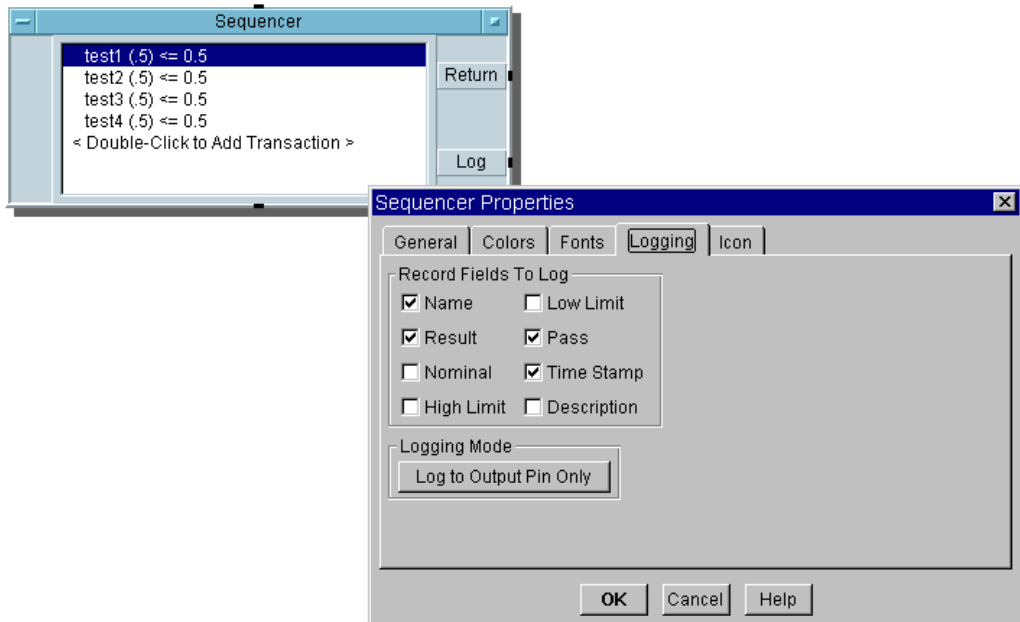 Sequencer
test1 (.5) <= 0.5
test2 (.5) <= 0.5
test3 (.5) <= 0.5
test4 (.5) <= 0.5
< Double-Click to Add Transaction >
Return
Log
Sequencer Properties
General Colors Fonts Logging Icon
Record Fields To Log
Name Low Limit
Result Pass
Nominal Time Stamp
High Limit Description
Logging Mode
Log to Output Pin Only
OK Cancel Help